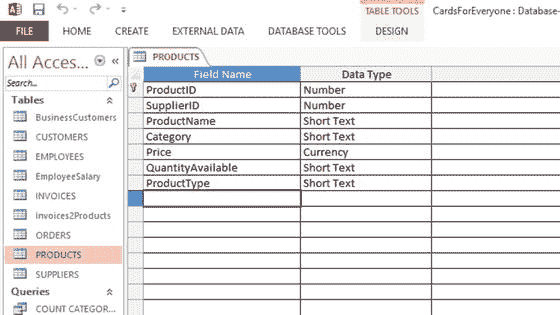 TABLE TOOLS
CardsForEveryone : Database-
FILE HOME CREATE EXTERNAL DATA DATABASE TOOLS DESIGN
All Acces...
PRODUCTS
Search...
Field Name Data Type
Tables
ProductID Number
BusinessCustomers
SupplierID Number
CUSTOMERS
ProductName Short Text
EMPLOYEES
Category Short Text
EmployeeSalary
Price Currency
INVOICES
QuantityAvailable Short Text
Invoices2Products
ProductType Short Text
ORDERS
PRODUCTS
SUPPLIERS
Queries
COUNT CATEGOR...